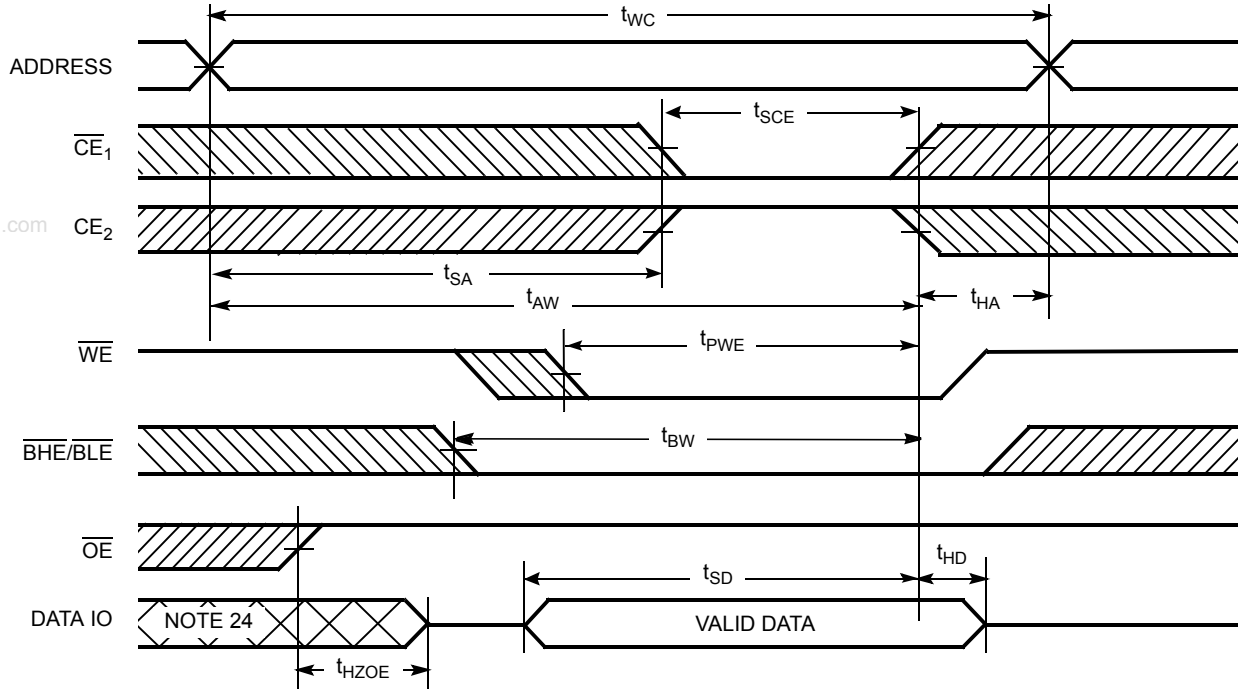 tWC
ADDRESS
tSCE
CE1
.com
CE2
tSA
tAW
tHA
WE
tPWE
BHE/BLE
tBW
OE
tHD
tSD
DATA IO
NOTE 24
VALID DATA
tHZOE